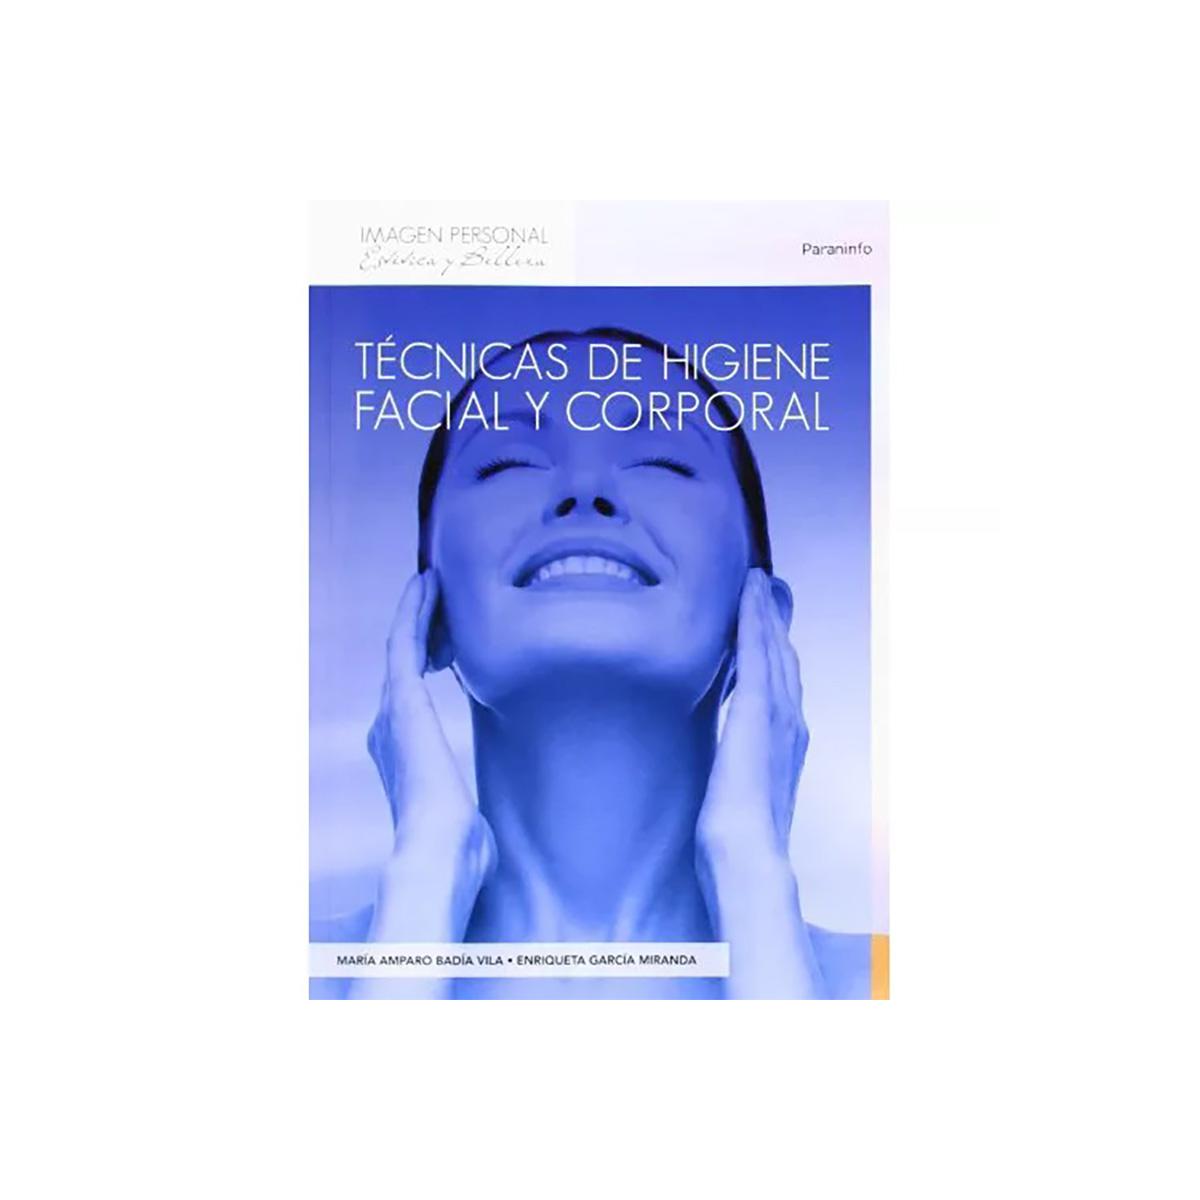 IMAGEN PERSONAL
Estética y Belleza
Paraninfo
TÉCNICAS DE HIGIENE
FACIAL Y CORPORAL
MARÍA AMPARO BADÍA VILA • ENRIQUETA GARCÍA MIRANDA